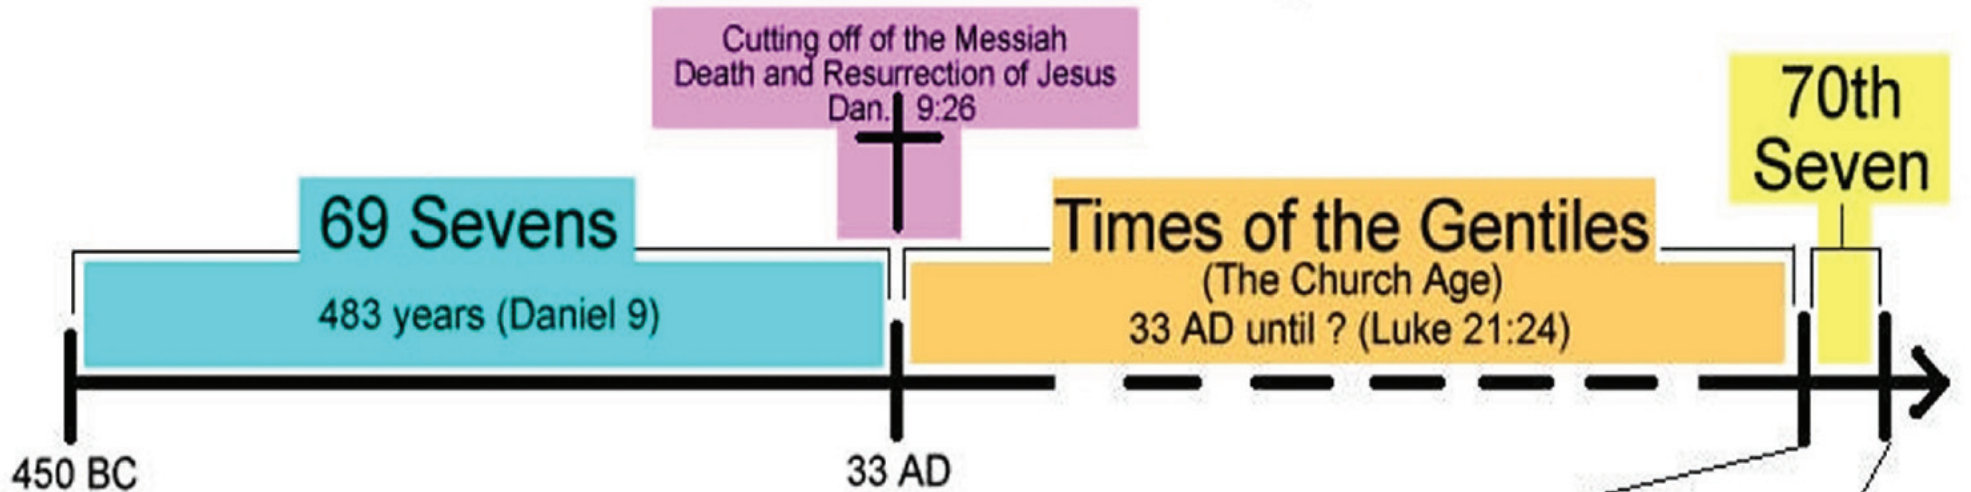 Cutting off of the Messiah
Death and Resurrection of Jesus
Dan. 9:26
70th
Seven
69 Sevens
483 years (Daniel 9)
Times of the Gentiles
(The Church Age)
33 AD until ? (Luke 21:24)
450 BC
33 AD